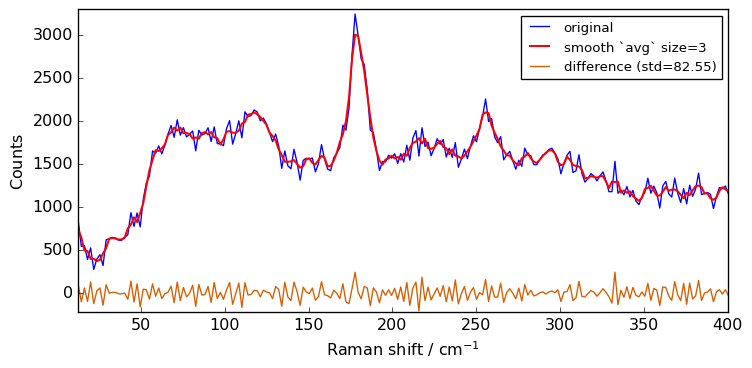 original
smooth `avg` size=3
difference (std=82.55)
3000
2500
2000
1500
1000
500
0
Counts
50 100 150 200 250 300 350 400
Raman shift / cm⁻¹